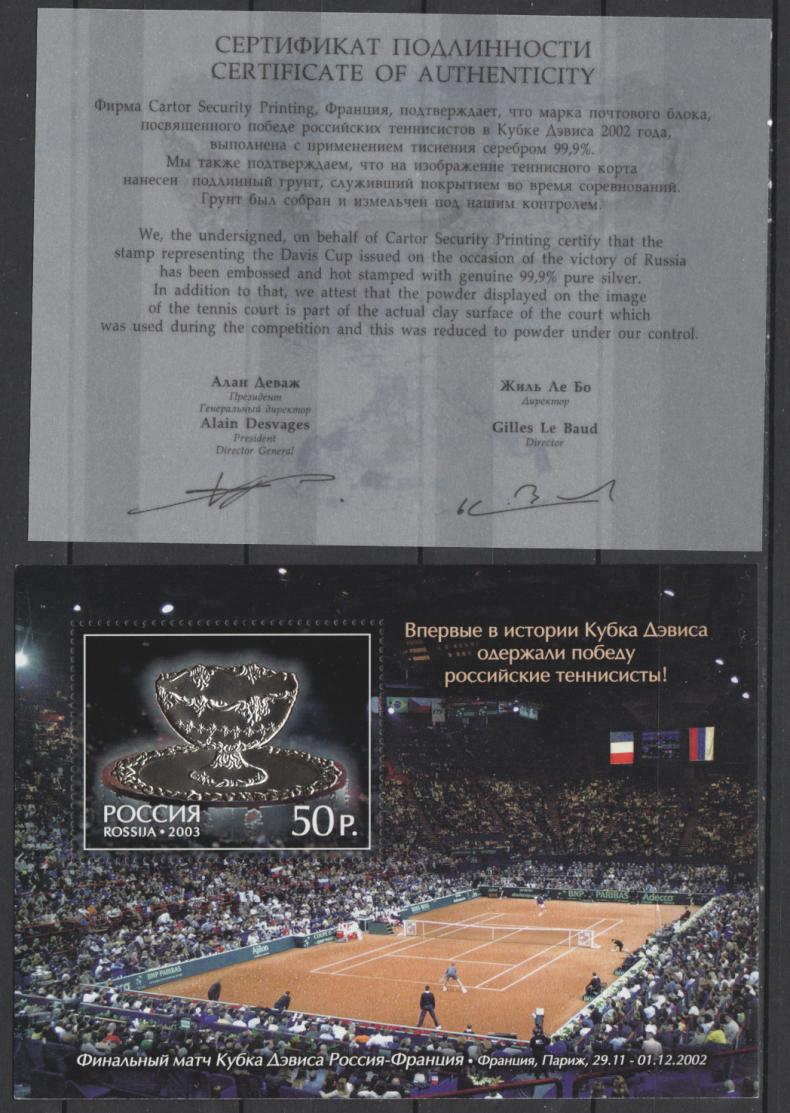 СЕРТИФИКАТ ПОДЛИННОСТИ
CERTIFICATE OF AUTHENTICITY
Фирма Cartor Security Printing, Франция, подтверждает, что марка почтового блока,
посвященного победе российских теннисистов в Кубке Дэвиса 2002 года,
выполнена с применением тиснения серебром 99,9%.
Мы также подтверждаем, что на изображение теннисного корта
нанесен подлинный грунт, служивший покрытием во время соревнований.
Грунт был собран и измельчен под нашим контролем.
We, the undersigned, on behalf of Cartor Security Printing certify that the
stamp representing the Davis Cup issued on the occasion of the victory of Russia
has been embossed and hot stamped with genuine 99,9% pure silver.
In addition to that, we attest that the powder displayed on the image
of the tennis court is part of the actual clay surface of the court which
was used during the competition and this was reduced to powder under our control.
Алан Деваж
Президент
Генеральный директор
Alain Desvages
President
Director General
Жиль Ле Бо
Директор
Gilles Le Baud
Director
Впервые в истории Кубка Дэвиса
одержали победу
российские теннисисты!
РОССИЯ
ROSSIJA • 2003
50 Р.
BNP PARIBAS
Adecco
BNP PARIBAS
Финальный матч Кубка Дэвиса Россия-Франция • Франция, Париж, 29.11 - 01.12.2002